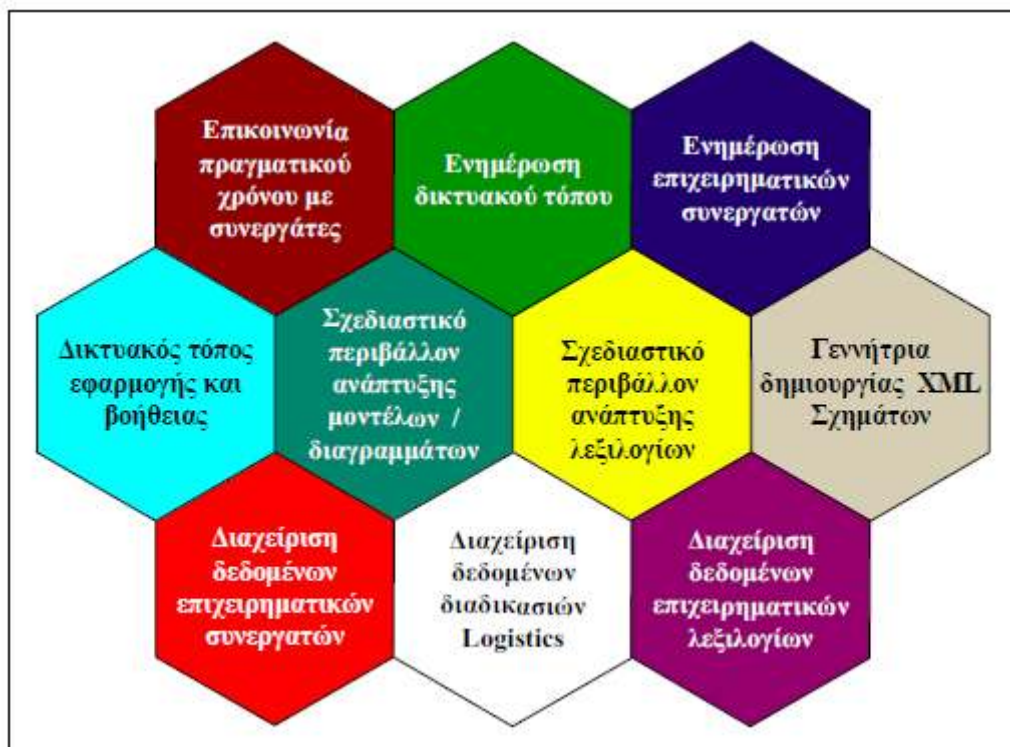 Επικοινωνία
πραγματικού
χρόνου με
συνεργάτες
Ενημέρωση
δικτυακού τόπου
Ενημέρωση
επιχειρηματικών
συνεργατών
Δικτυακός τόπος
εφαρμογής και
βοήθειας
Σχεδιαστικό
περιβάλλον
ανάπτυξης
μοντέλων /
διαγραμμάτων
Σχεδιαστικό
περιβάλλον
ανάπτυξης
λεξιλογίων
Γεννήτρια
δημιουργίας XML
Σχημάτων
Διαχείριση
δεδομένων
επιχειρηματικών
συνεργατών
Διαχείριση
δεδομένων
διαδικασιών
Logistics
Διαχείριση
δεδομένων
επιχειρηματικών
λεξιλογίων